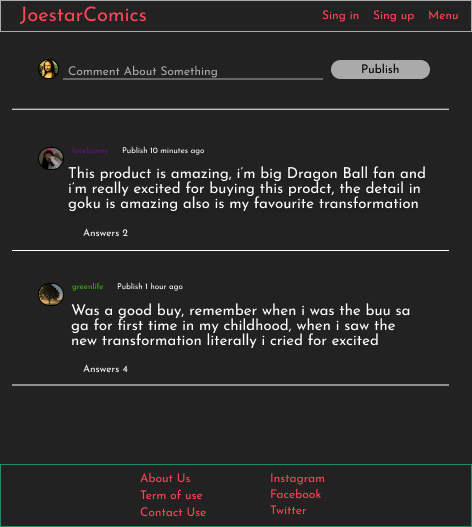 JoestarComics
Sing in Sing up Menu
Comment About Something
Publish
lovebunny Publish 10 minutes ago
This product is amazing, i'm big Dragon Ball fan and
i'm really excited for buying this prodct, the detail in
goku is amazing also is my favourite transformation
Answers 2
greenlife Publish 1 hour ago
Was a good buy, remember when i was the buu sa
ga for first time in my childhood, when i saw the
new transformation literally i cried for excited
Answers 4
About Us
Term of use
Contact Use
Instagram
Facebook
Twitter